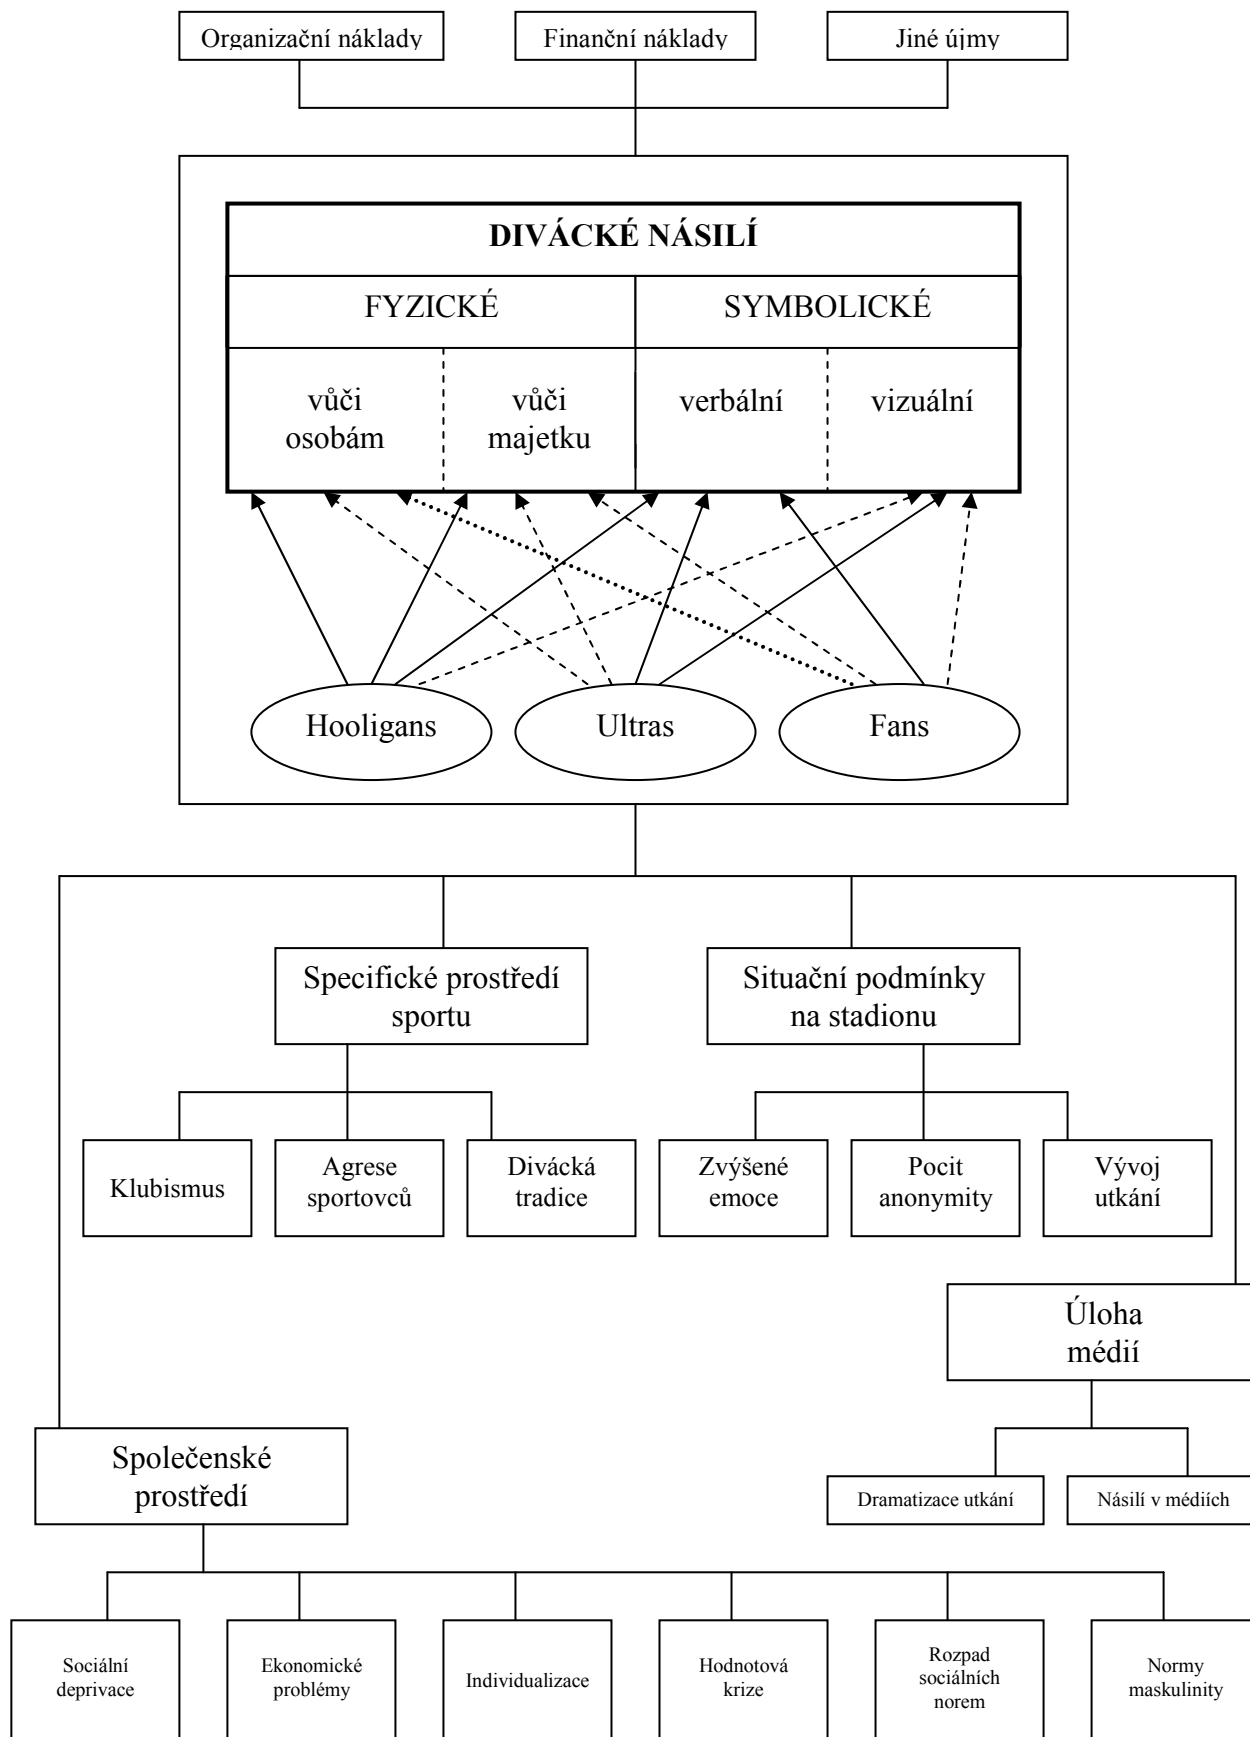 Organizační náklady
Finanční náklady
Jiné újmy
DIVÁCKÉ NÁSILÍ
FYZICKÉ
SYMBOLICKÉ
vůči
osobám
vůči
majetku
verbální
vizuální
Hooligans
Ultras
Fans
Specifické prostředí
sportu
Situační podmínky
na stadionu
Klubismus
Agrese
sportovců
Divácká
tradice
Zvýšené
emoce
Pocit
anonymity
Vývoj
utkání
Úloha
médií
Dramatizace utkání
Násilí v médiích
Společenské
prostředí
Sociální
deprivace
Ekonomické
problémy
Individualizace
Hodnotová
krize
Rozpad
sociálních
norem
Normy
maskulinity